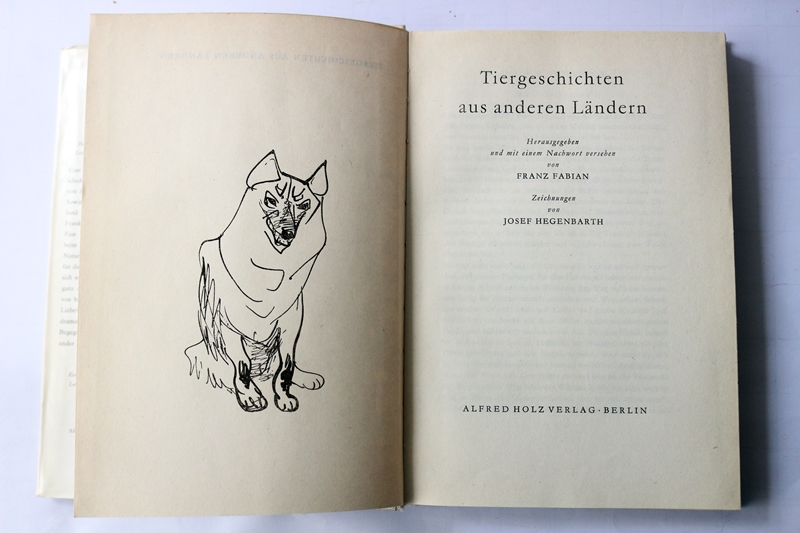 Tiergeschichten
aus anderen Ländern
Herausgegeben
und mit einem Nachwort versehen
von
FRANZ FABIAN
Zeichnungen
von
JOSEF HEGENBARTH
ALFRED HOLZ VERLAG · BERLIN